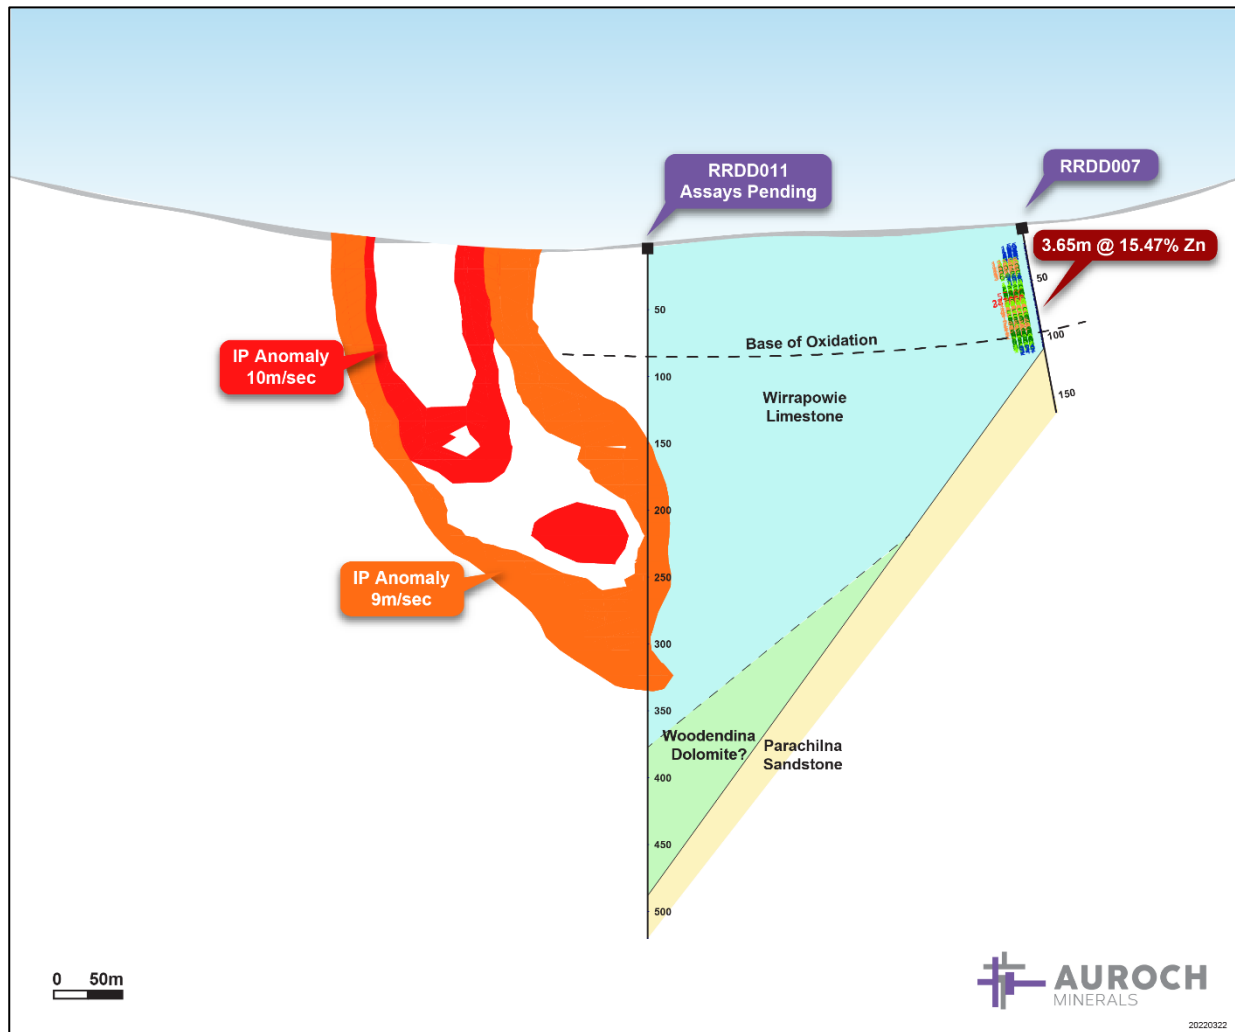 RRDD011
Assays Pending
RRDD007
3.65m @ 15.47% Zn
50
100
150
Base of Oxidation
IP Anomaly
10m/sec
Wirrapowie
Limestone
50
100
150
200
250
300
350
400
450
500
IP Anomaly
9m/sec
Woodendina
Dolomite?
Parachilna
Sandstone
0 50m
AUROCH
MINERALS
20220322